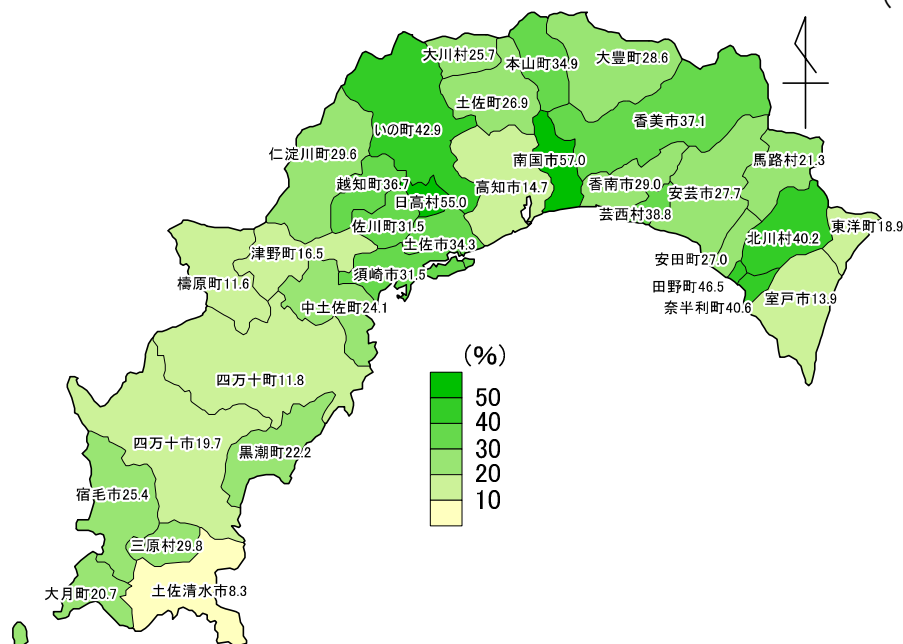 大川村25.7
本山町34.9
大豊町28.6
土佐町26.9
いの町42.9
香美市37.1
仁淀川町29.6
南国市57.0
馬路村21.3
越知町36.7
高知市14.7
香南市29.0
安芸市27.7
日高村55.0
芸西村38.8
佐川町31.5
東洋町18.9
土佐市34.3
北川村40.2
津野町16.5
安田町27.0
須崎市31.5
檮原町11.6
田野町46.5
中土佐町24.1
奈半利町40.6
室戸市13.9
(%)
四万十町11.8
50
40
30
20
10
四万十市19.7
黒潮町22.2
宿毛市25.4
三原村29.8
大月町20.7
土佐清水市8.3